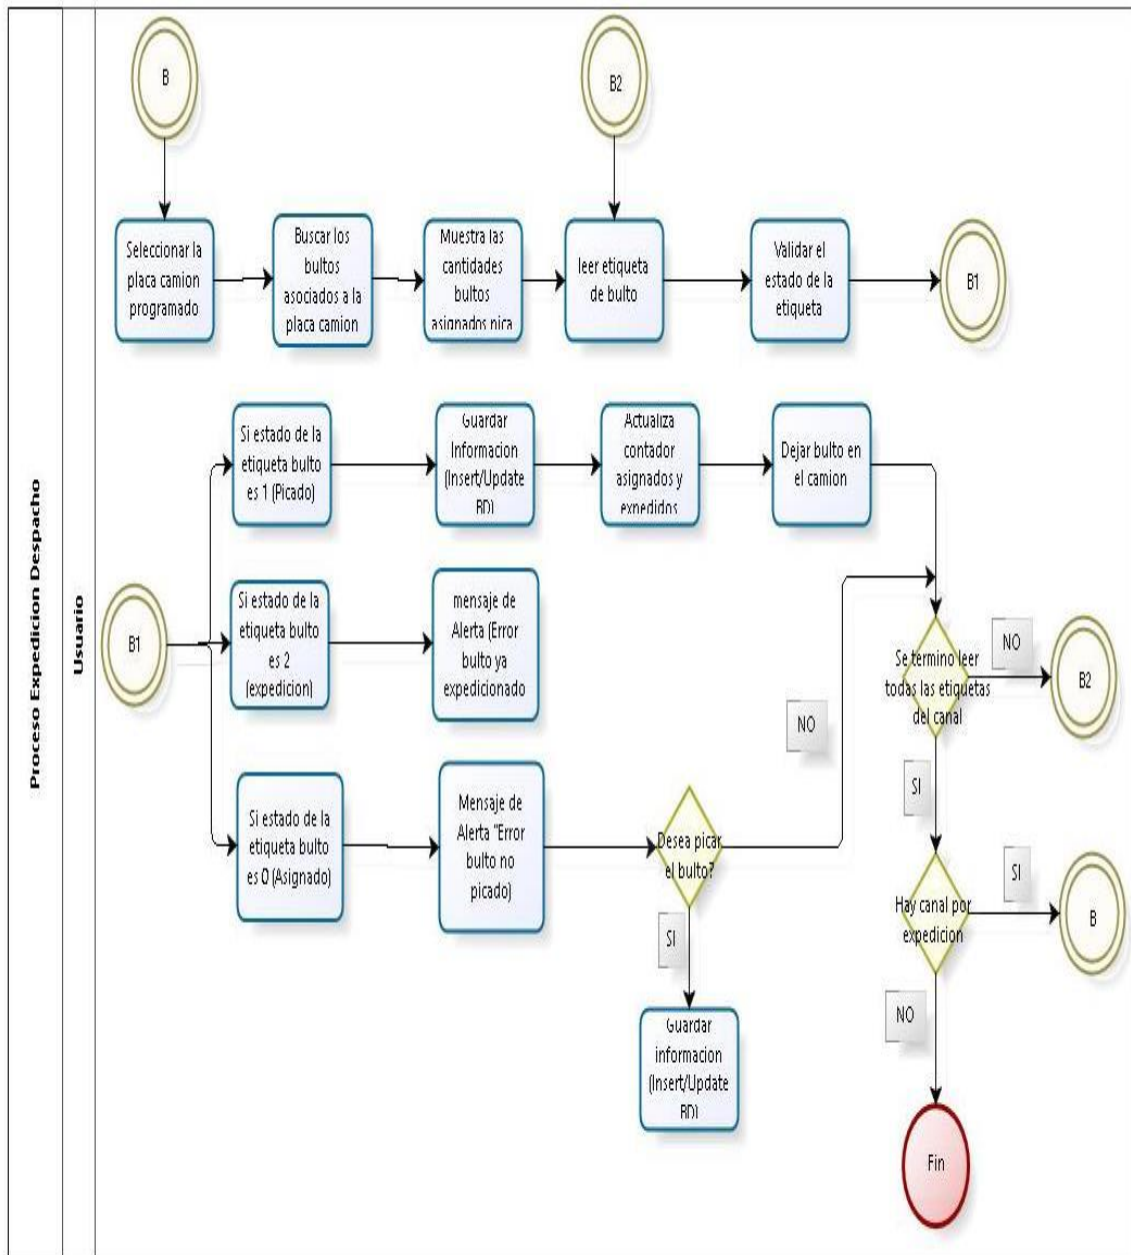 Proceso Expedicion Despacho
Usuario
B
B2
Seleccionar la
placa camion
programado
Buscar los
bultos
asociados a la
placa camion
Muestra las
cantidades
bultos
asignados pica
leer etiqueta
de bulto
Validar el
estado de la
etiqueta
B1
Si estado de la
etiqueta bulto
es 1 (Picado)
Guardar
Informacion
(Insert/Update
BD)
Actualiza
contador
asignados y
expedidos
Dejar bulto en
el camion
B1
Si estado de la
etiqueta bulto
es 2
(expedicion)
mensaje de
Alerta (Error
bulto ya
expedicionado
Se termino leer
todas las etiquetas
del canal
NO
B2
NO
SI
Si estado de la
etiqueta bulto
es 0 (Asignado)
Mensaje de
Alerta "Error
bulto no
picado)
Desea picar
el bulto?
SI
Guardar
informacion
(Insert/Update
BD)
Hay canal por
expedicion
SI
B
NO
Fin